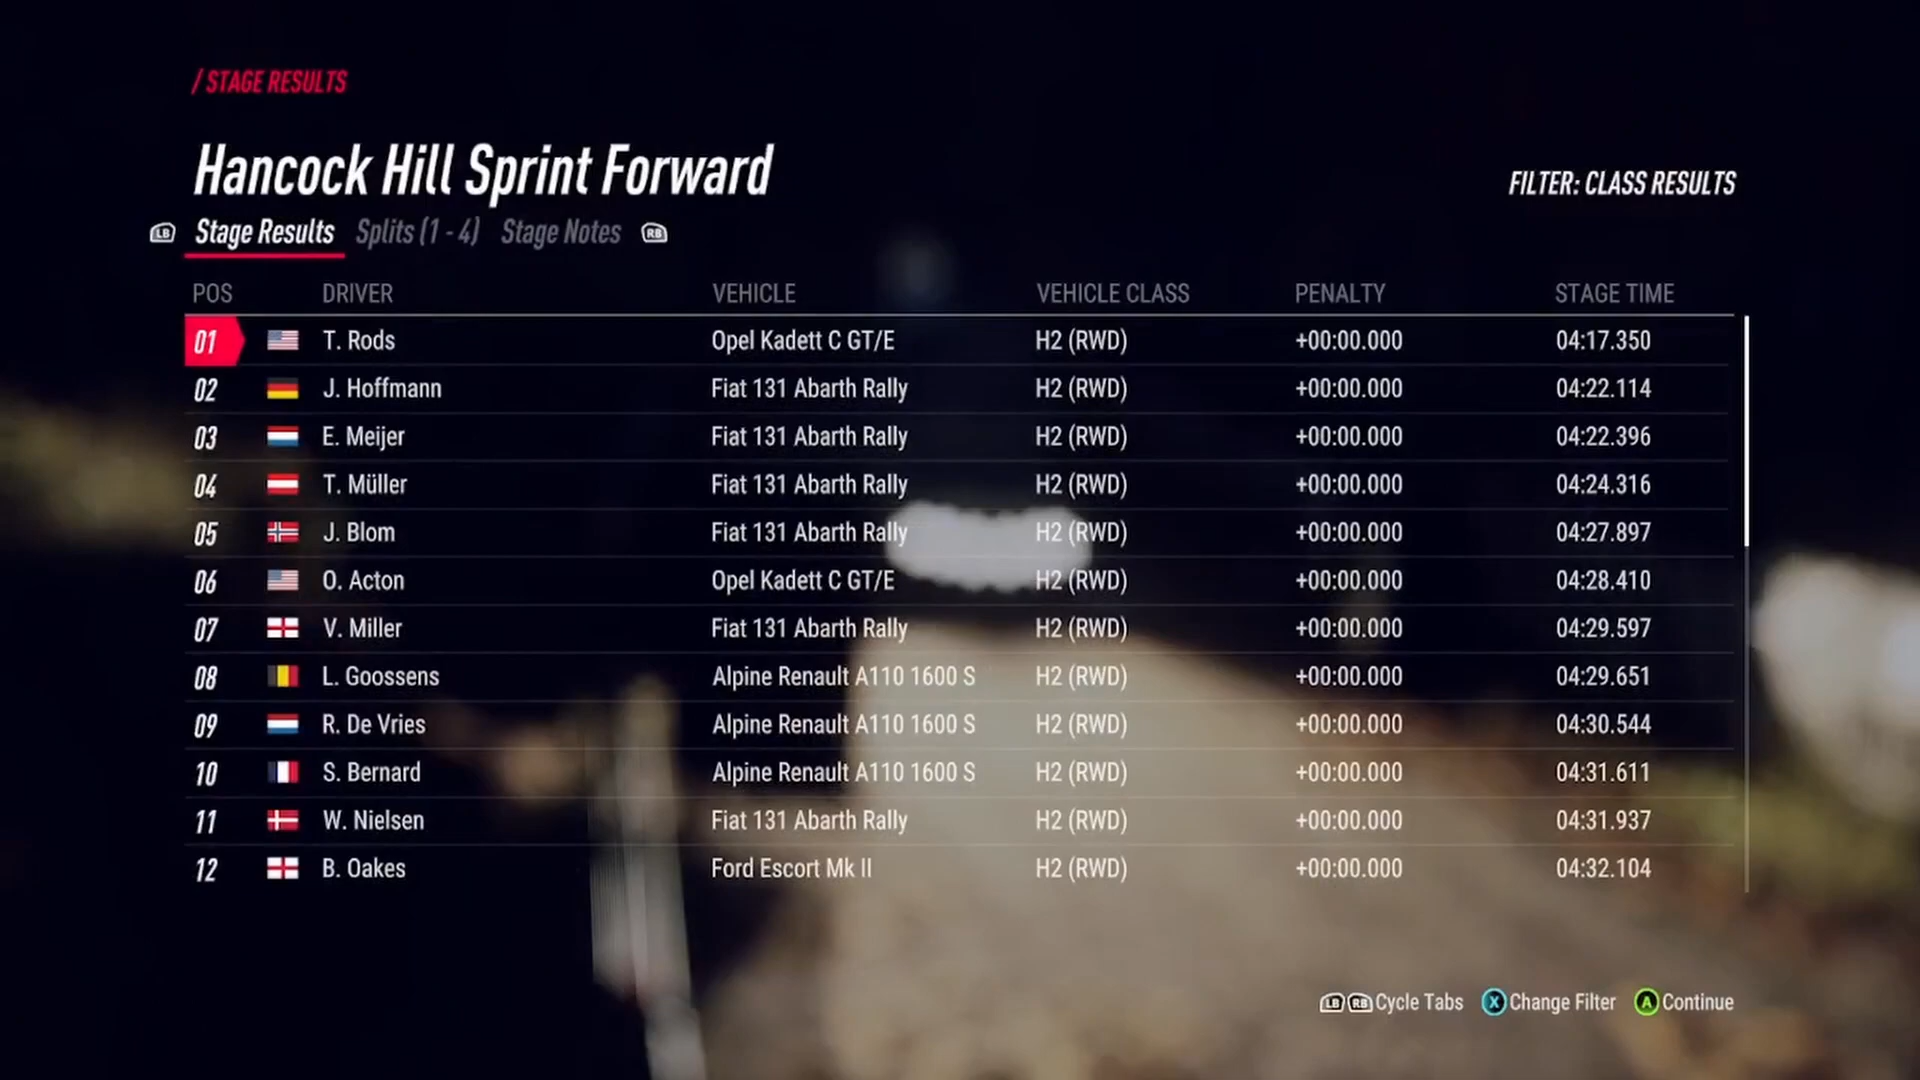 / STAGE RESULTS
Hancock Hill Sprint Forward
FILTER: CLASS RESULTS
LB Stage Results Splits (1 - 4) Stage Notes RB
POS DRIVER VEHICLE VEHICLE CLASS PENALTY STAGE TIME
01 T. Rods Opel Kadett C GT/E H2 (RWD) +00:00.000 04:17.350
02 J. Hoffmann Fiat 131 Abarth Rally H2 (RWD) +00:00.000 04:22.114
03 E. Meijer Fiat 131 Abarth Rally H2 (RWD) +00:00.000 04:22.396
04 T. Müller Fiat 131 Abarth Rally H2 (RWD) +00:00.000 04:24.316
05 J. Blom Fiat 131 Abarth Rally H2 (RWD) +00:00.000 04:27.897
06 O. Acton Opel Kadett C GT/E H2 (RWD) +00:00.000 04:28.410
07 V. Miller Fiat 131 Abarth Rally H2 (RWD) +00:00.000 04:29.597
08 L. Goossens Alpine Renault A110 1600 S H2 (RWD) +00:00.000 04:29.651
09 R. De Vries Alpine Renault A110 1600 S H2 (RWD) +00:00.000 04:30.544
10 S. Bernard Alpine Renault A110 1600 S H2 (RWD) +00:00.000 04:31.611
11 W. Nielsen Fiat 131 Abarth Rally H2 (RWD) +00:00.000 04:31.937
12 B. Oakes Ford Escort Mk II H2 (RWD) +00:00.000 04:32.104
LB RB Cycle Tabs X Change Filter A Continue